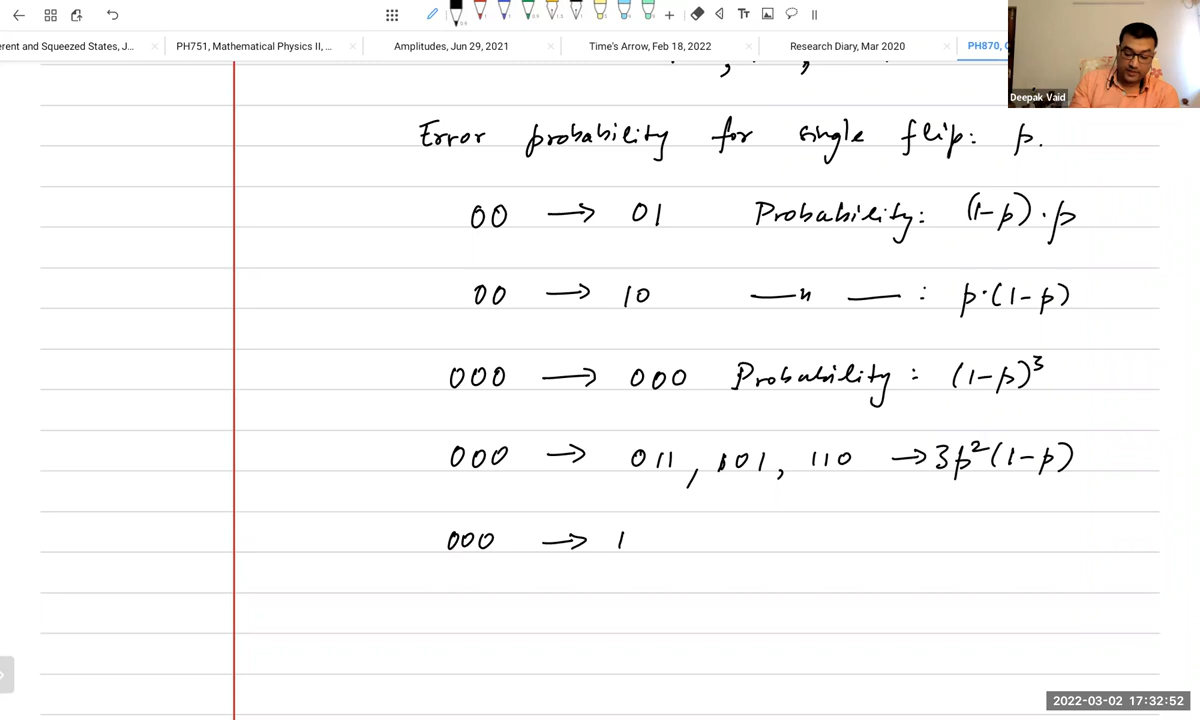 erent and Squeezed States, J... PH751, Mathematical Physics II, ... Amplitudes, Jun 29, 2021 Time's Arrow, Feb 18, 2022 Research Diary, Mar 2020 PH870,
Deepak Vaid
Error probability for single flip: p.
00 → 01 Probability: (1-p)·p
00 → 10 —〃— : p·(1-p)
000 → 000 Probability: (1-p)³
000 → 011, 101, 110 → 3p²(1-p)
000 → 1
2022-03-02 17:32:52